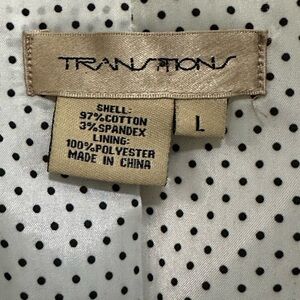 TRANSITIONS
SHELL:
97%COTTON
3%SPANDEX
LINING:
100%POLYESTER
MADE IN CHINA
L